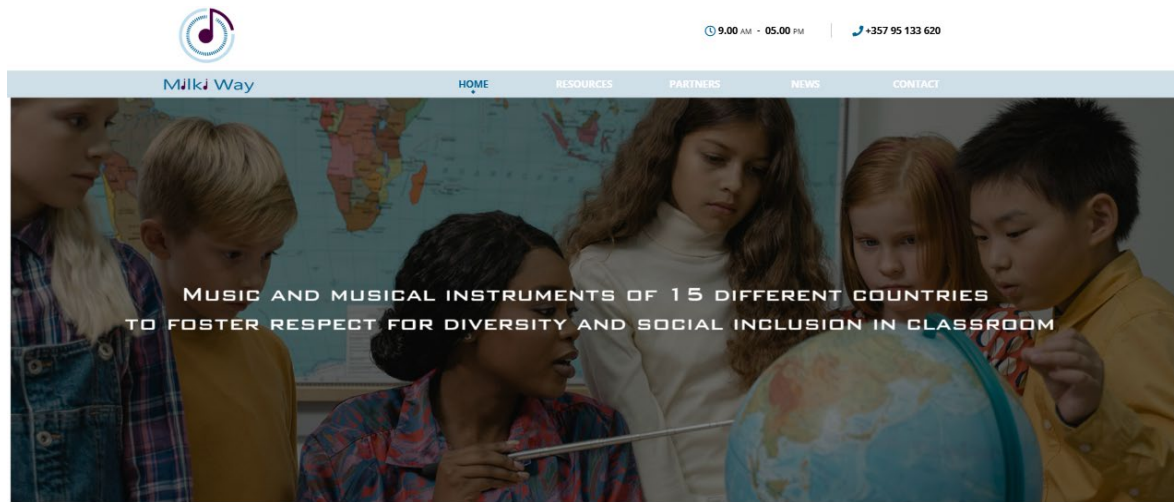 9.00 AM - 05.00 PM
+357 95 133 620
Milki Way
HOME
RESOURCES
PARTNERS
NEWS
CONTACT
MUSIC AND MUSICAL INSTRUMENTS OF 15 DIFFERENT COUNTRIES
TO FOSTER RESPECT FOR DIVERSITY AND SOCIAL INCLUSION IN CLASSROOM